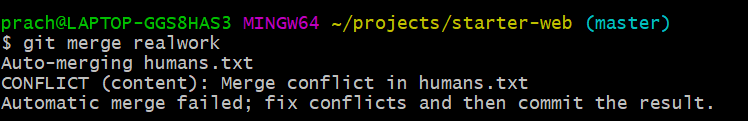 prach@LAPTOP-GGS8HAS3 MINGW64 ~/projects/starter-web (master)
$ git merge realwork
Auto-merging humans.txt
CONFLICT (content): Merge conflict in humans.txt
Automatic merge failed; fix conflicts and then commit the result.